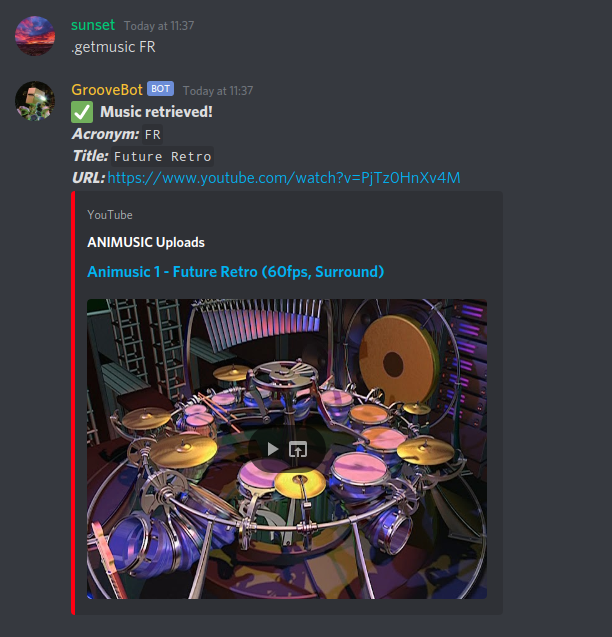 sunset Today at 11:37
.getmusic FR
GrooveBot BOT Today at 11:37
✅ Music retrieved!
Acronym: FR
Title: Future Retro
URL: https://www.youtube.com/watch?v=PjTz0HnXv4M
YouTube
ANIMUSIC Uploads
Animusic 1 - Future Retro (60fps, Surround)